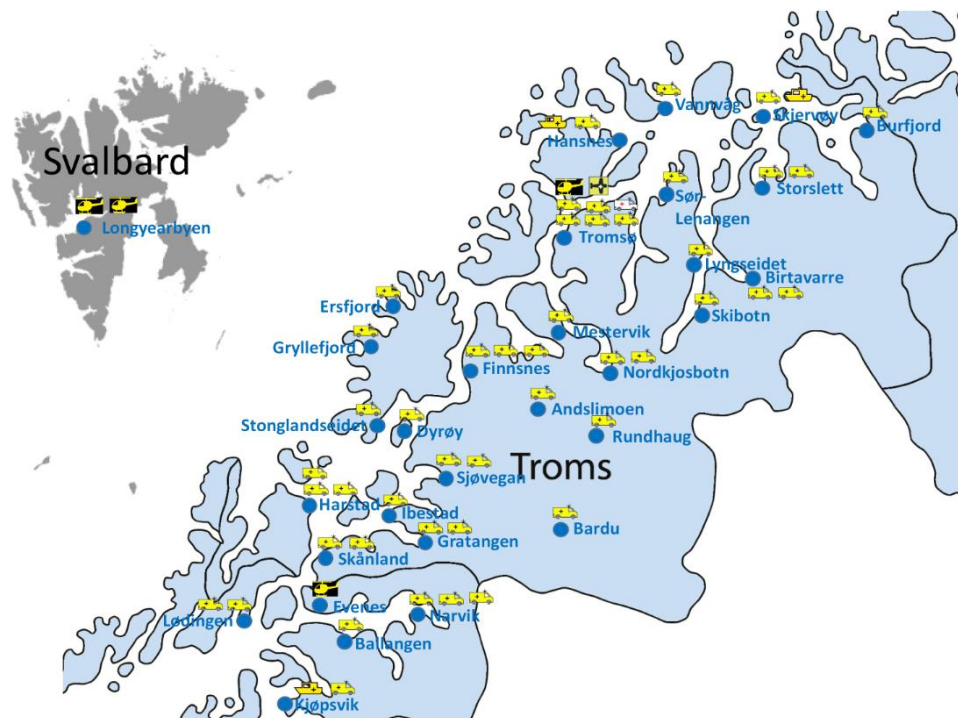 Svalbard
Longyearbyen
Vannvåg
Skjervøy
Burfjord
Hansnes
Sør-
Lenangen
Storslett
Tromsø
Lyngseidet
Birtavarre
Ersfjord
Skibotn
Mestervik
Gryllefjord
Finnsnes
Nordkjosbotn
Andslimoen
Stonglandseidet
Dyrøy
Rundhaug
Troms
Sjøvegan
Harstad
Ibestad
Bardu
Gratangen
Skånland
Evenes
Narvik
Lødingen
Ballangen
Kjøpsvik